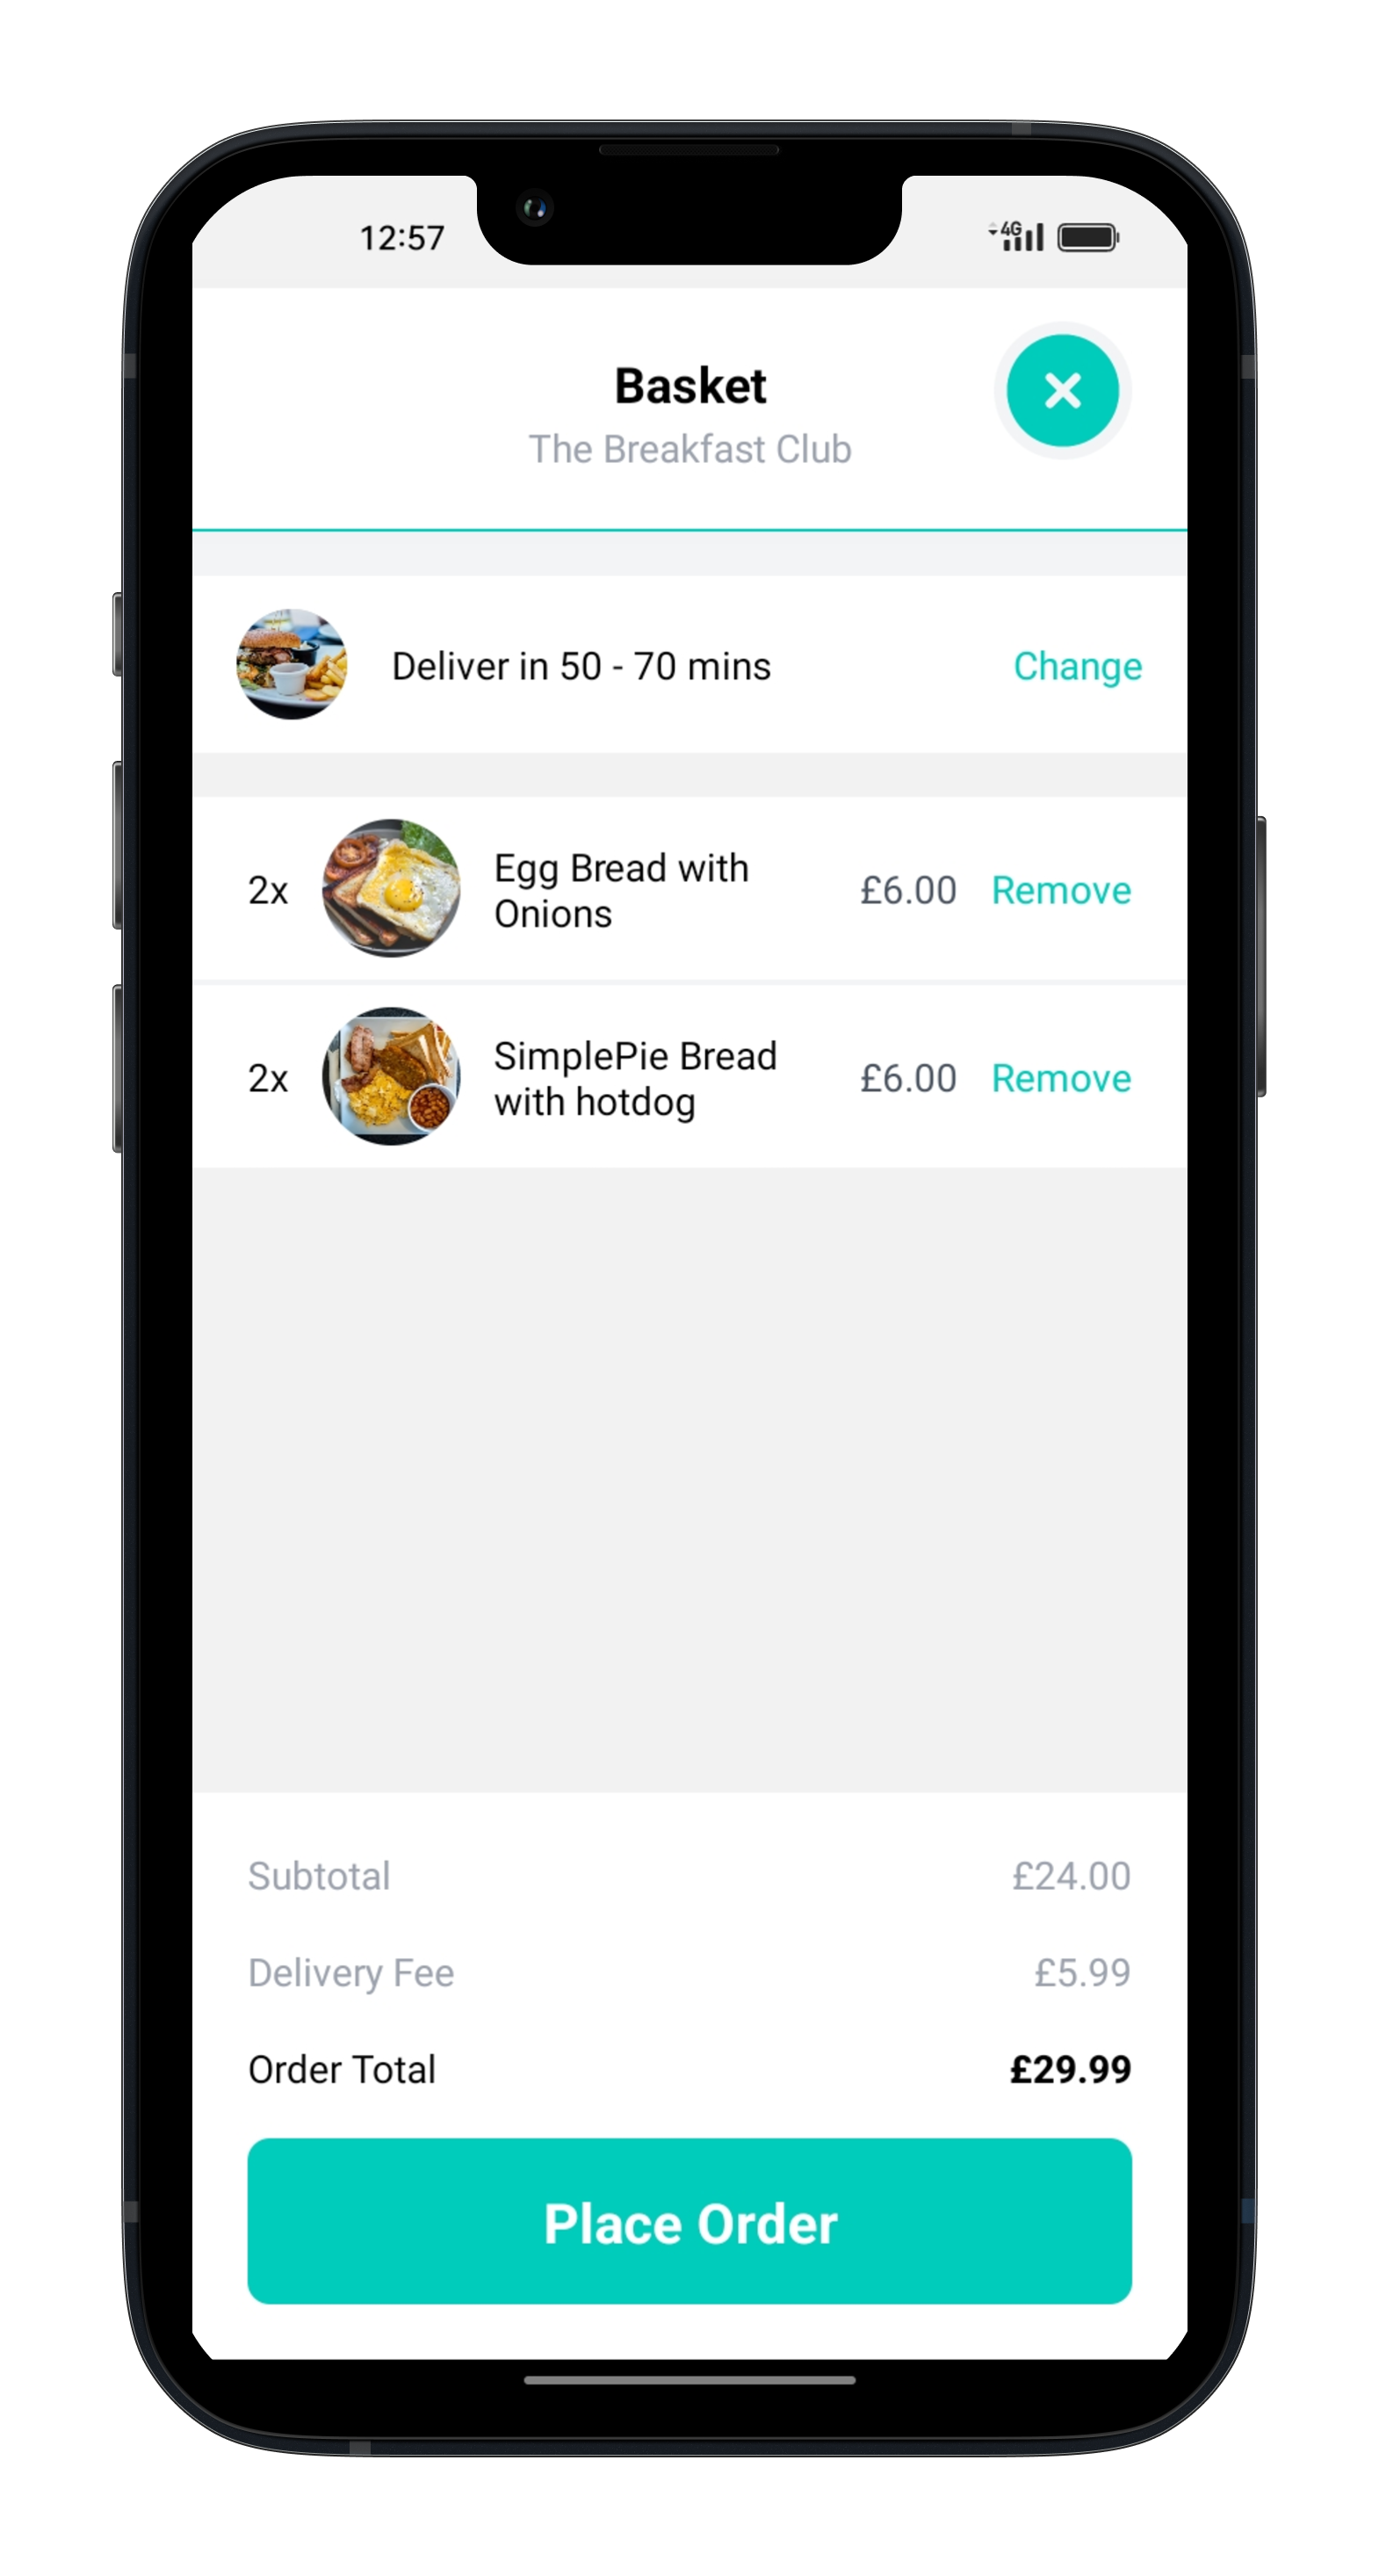 12:57
4G
Basket
The Breakfast Club
Deliver in 50 - 70 mins
Change
2x
Egg Bread with
Onions
£6.00
Remove
2x
SimplePie Bread
with hotdog
£6.00
Remove
Subtotal
£24.00
Delivery Fee
£5.99
Order Total
£29.99
Place Order